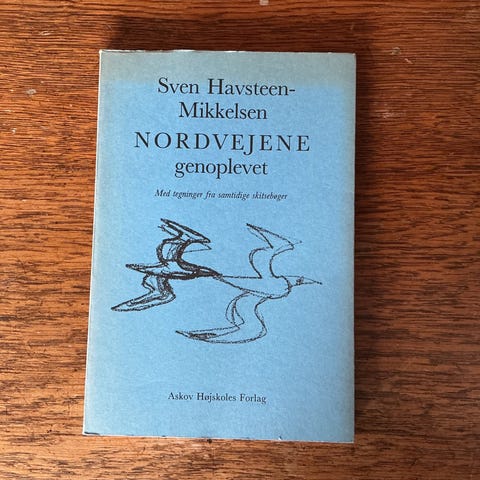 Sven Havsteen-
Mikkelsen
NORDVEJENE
genoplevet
Med tegninger fra samtidige skitsebøger
Askov Højskoles Forlag